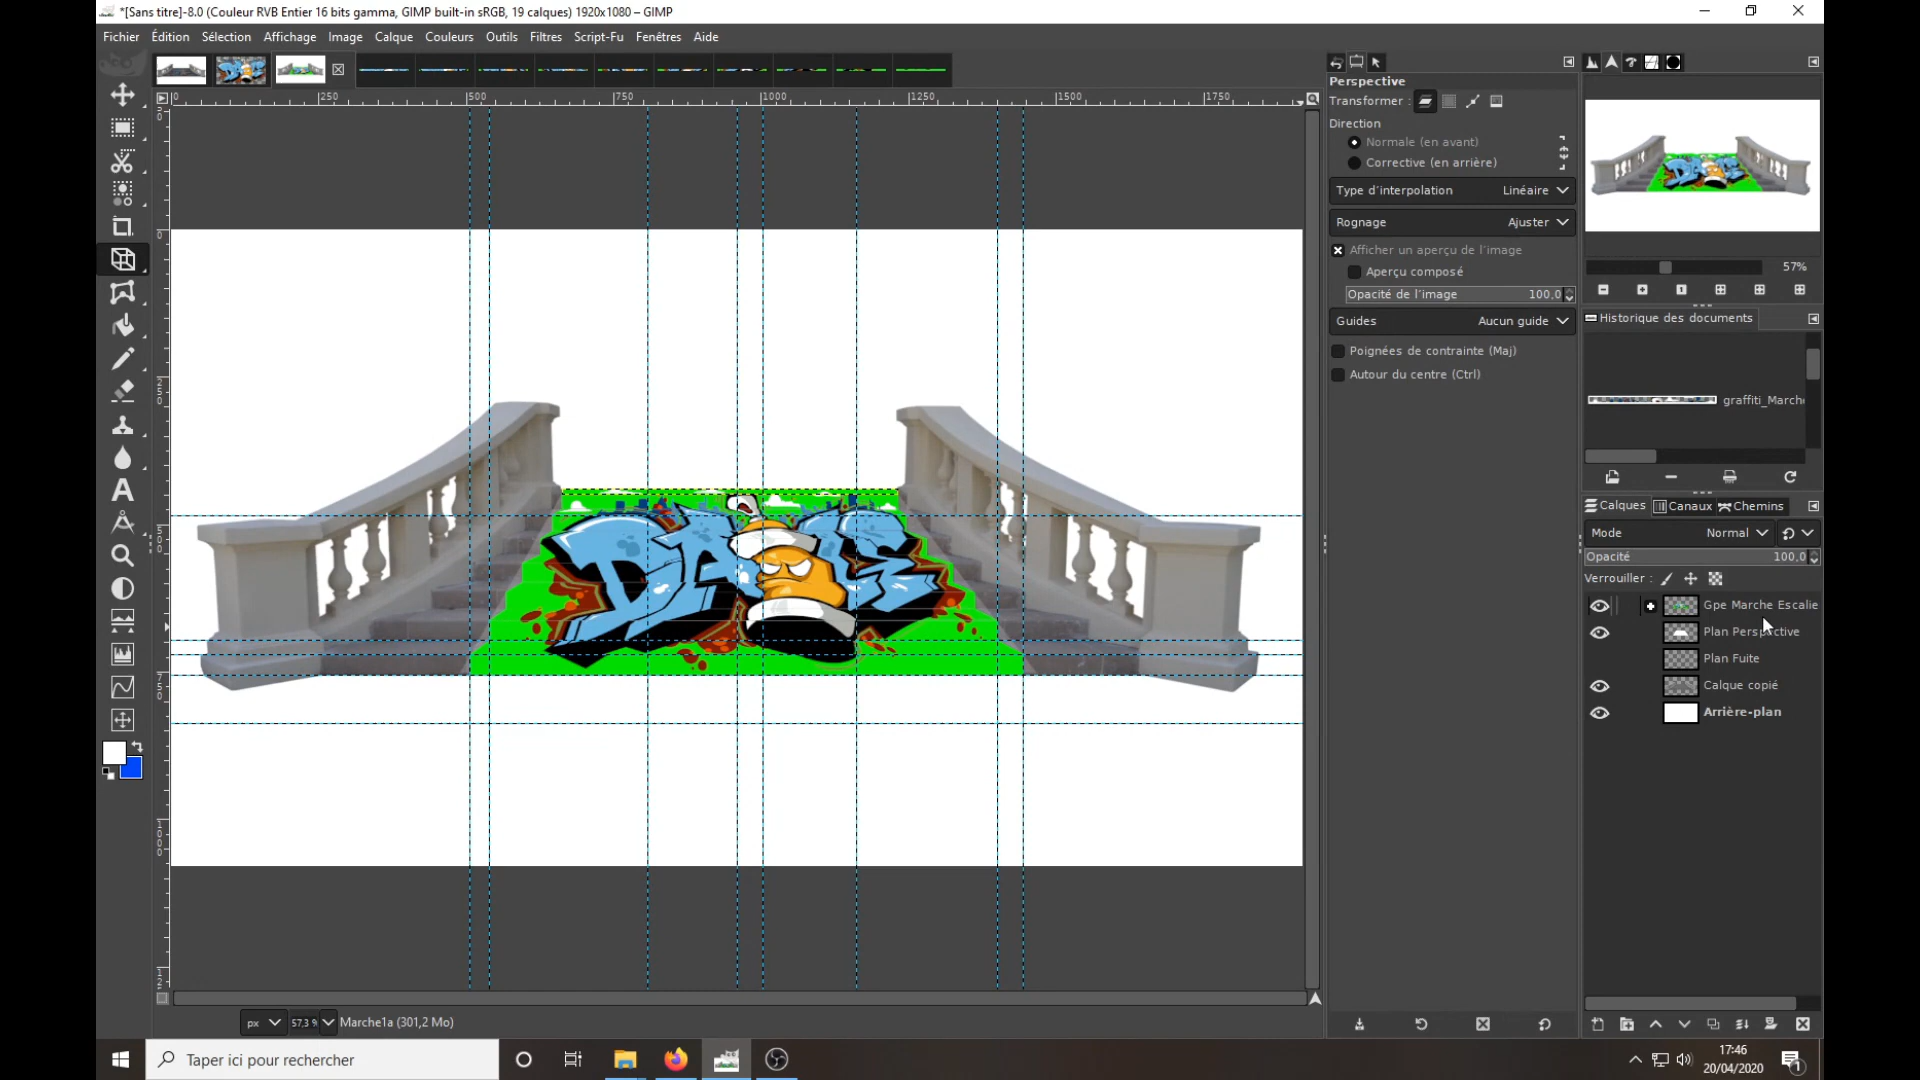 *[Sans titre]-8.0 (Couleur RVB Entier 16 bits gamma, GIMP built-in sRGB, 19 calques) 1920x1080 – GIMP
Fichier Édition Sélection Affichage Image Calque Couleurs Outils Filtres Script-Fu Fenêtres Aide
0 250 500 750 1000 1250 1500 1750
Perspective
Transformer :
Direction
Normale (en avant)
Corrective (en arrière)
Type d'interpolation Linéaire
Rognage Ajuster
Afficher un aperçu de l'image
Aperçu composé
Opacité de l'image 100,0
Guides Aucun guide
Poignées de contrainte (Maj)
Autour du centre (Ctrl)
57%
Historique des documents
graffiti_Marche
Calques Canaux Chemins
Mode Normal
Opacité 100,0
Verrouiller :
Gpe Marche Escalie
Plan Perspective
Plan Fuite
Calque copié
Arrière-plan
px 57,3 % Marche1a (301,2 Mo)
Taper ici pour rechercher
17:46
20/04/2020
1